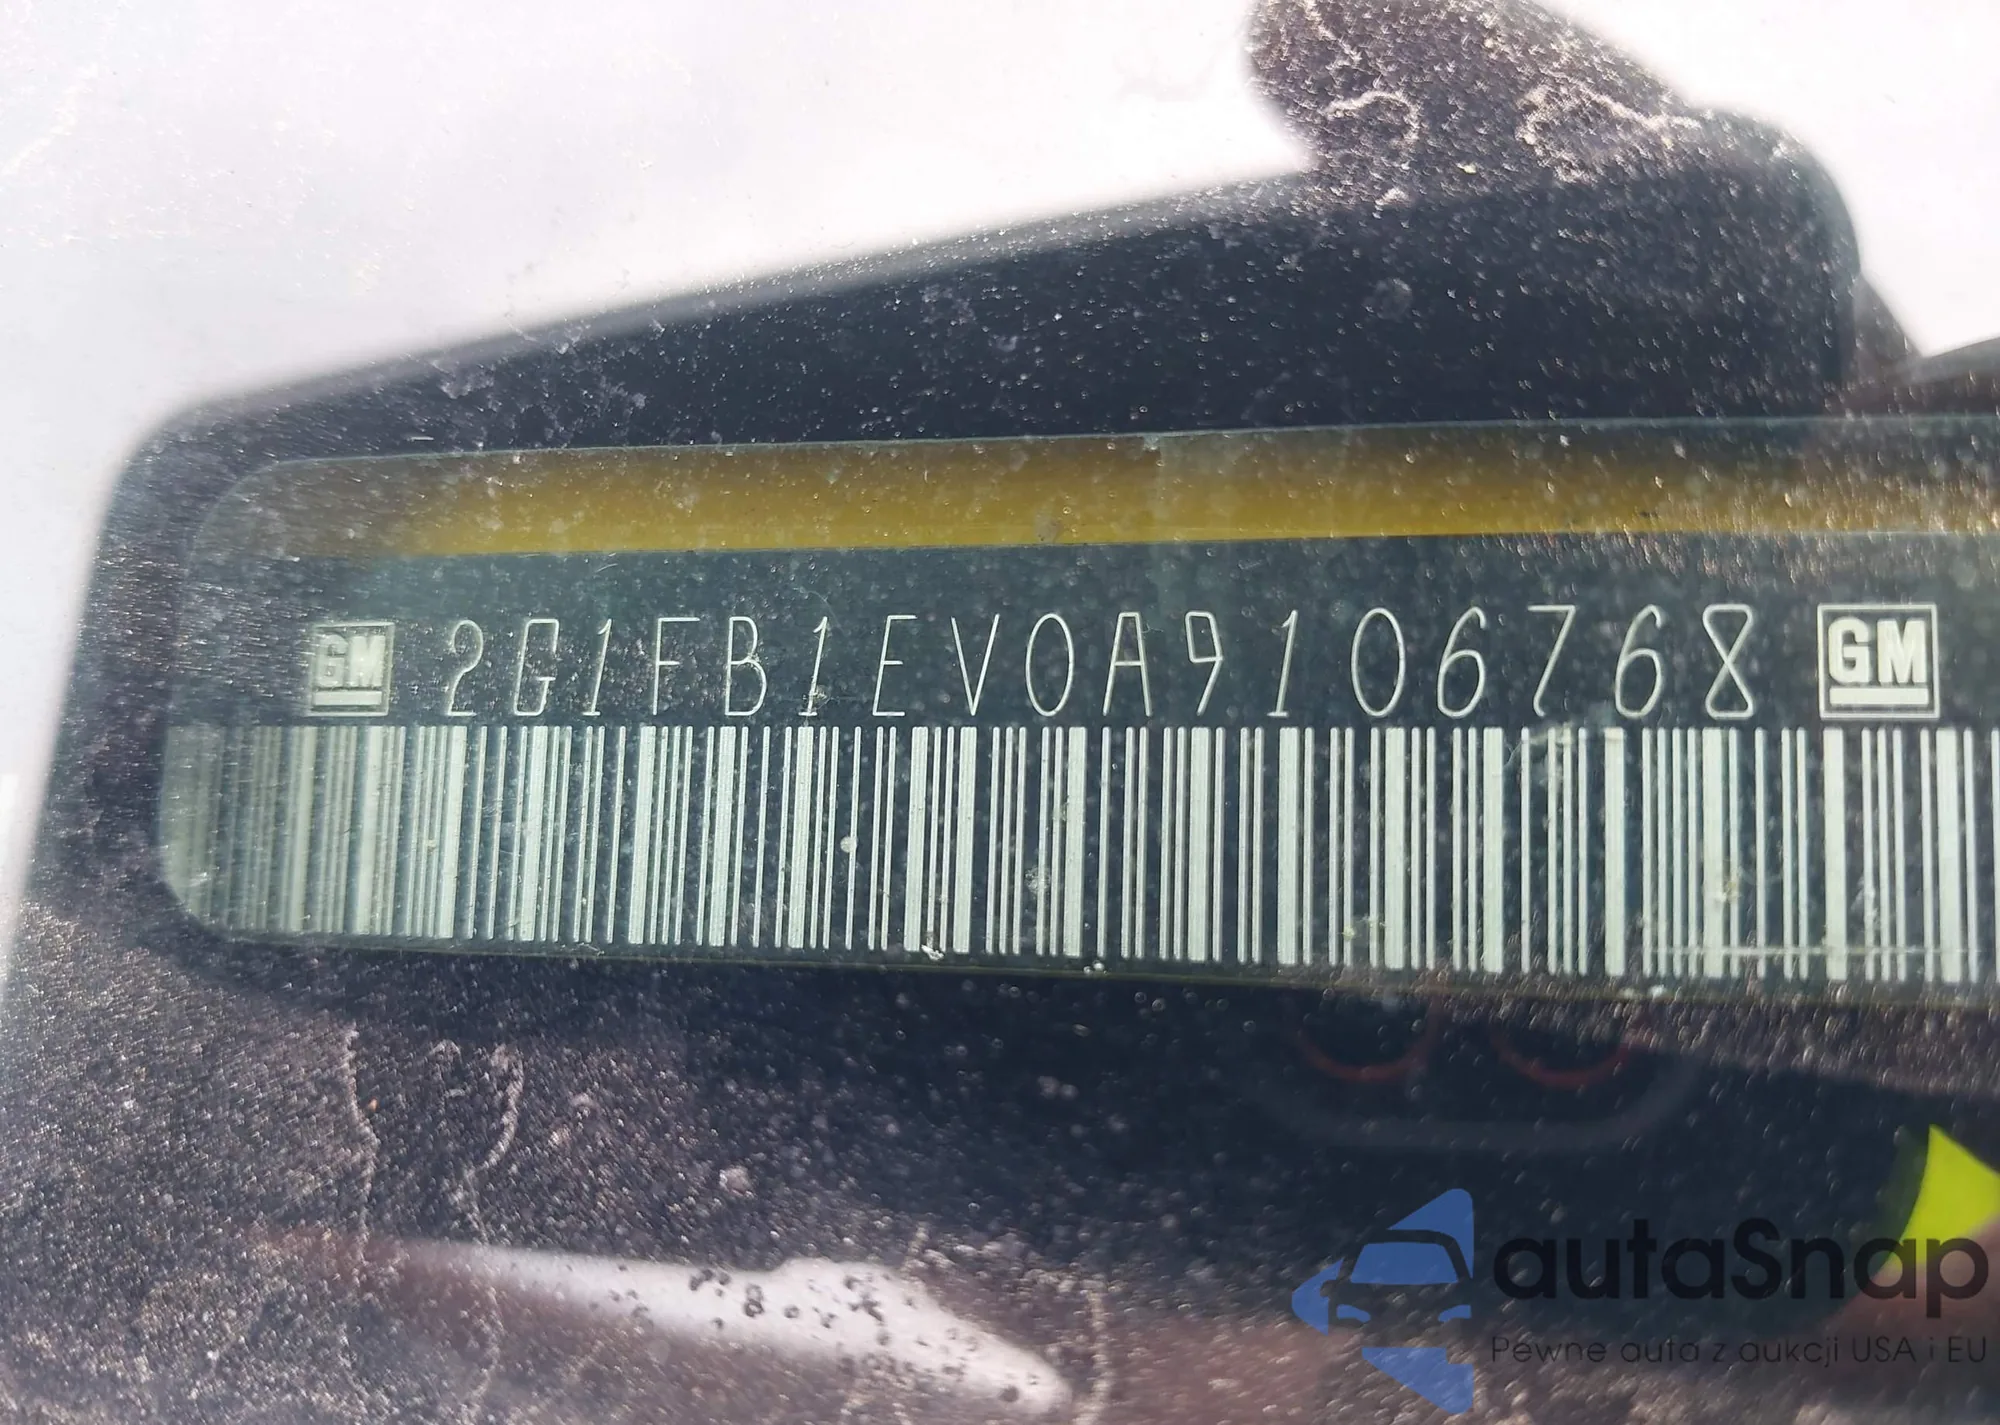 GM 2G1FB1EV0A9106768 GM
autaSnap
Pewne auta z aukcji USA i EU